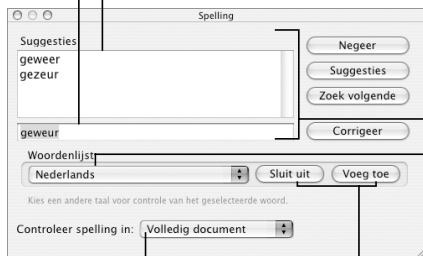 Spelling
Suggesties
geweer
gezeur
geweur
Negeer
Suggesties
Zoek volgende
Corrigeer
Woordenlijst
Nederlands
Sluit uit
Voeg toe
Kies een andere taal voor controle van het geselecteerde woord.
Controleer spelling in: Volledig document